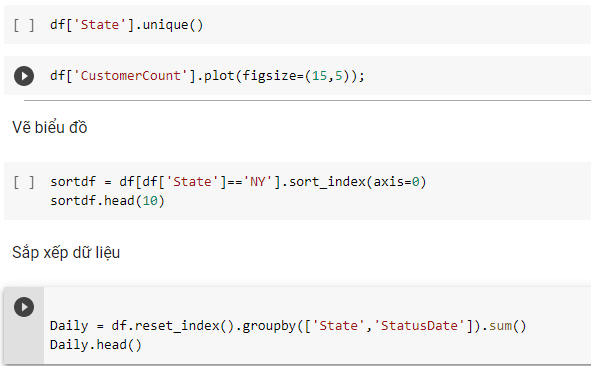 [ ] df['State'].unique()
df['CustomerCount'].plot(figsize=(15,5));
Vẽ biểu đồ
[ ] sortdf = df[df['State']=='NY'].sort_index(axis=0)
sortdf.head(10)
Sắp xếp dữ liệu
Daily = df.reset_index().groupby(['State','StatusDate']).sum()
Daily.head()